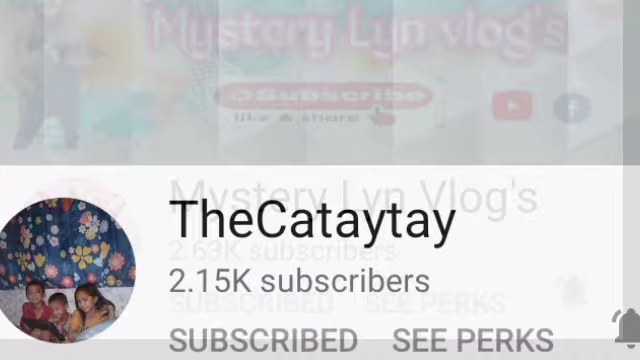 Mystery Lyn vlog's
Subscribe
like & share
Mystery Lyn Vlog's
TheCataytay
2.63K subscribers
2.15K subscribers
SUBSCRIBED SEE PERKS
SUBSCRIBED SEE PERKS